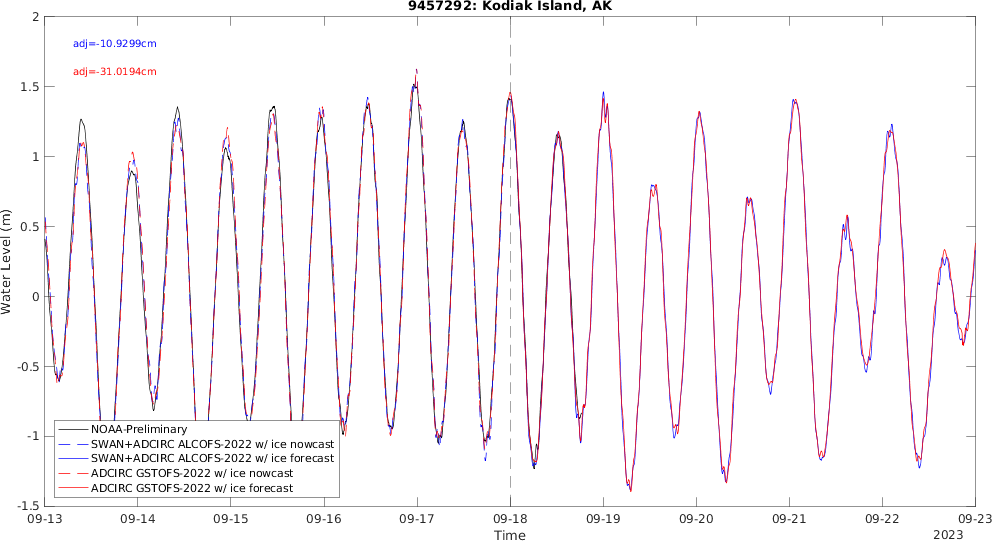 9457292: Kodiak Island, AK
2
1.5
1
0.5
0
-0.5
-1
-1.5
Water Level (m)
adj=-10.9299cm
adj=-31.0194cm
NOAA-Preliminary
SWAN+ADCIRC ALCOFS-2022 w/ ice nowcast
SWAN+ADCIRC ALCOFS-2022 w/ ice forecast
ADCIRC GSTOFS-2022 w/ ice nowcast
ADCIRC GSTOFS-2022 w/ ice forecast
09-13 09-14 09-15 09-16 09-17 09-18 09-19 09-20 09-21 09-22 09-23
Time
2023